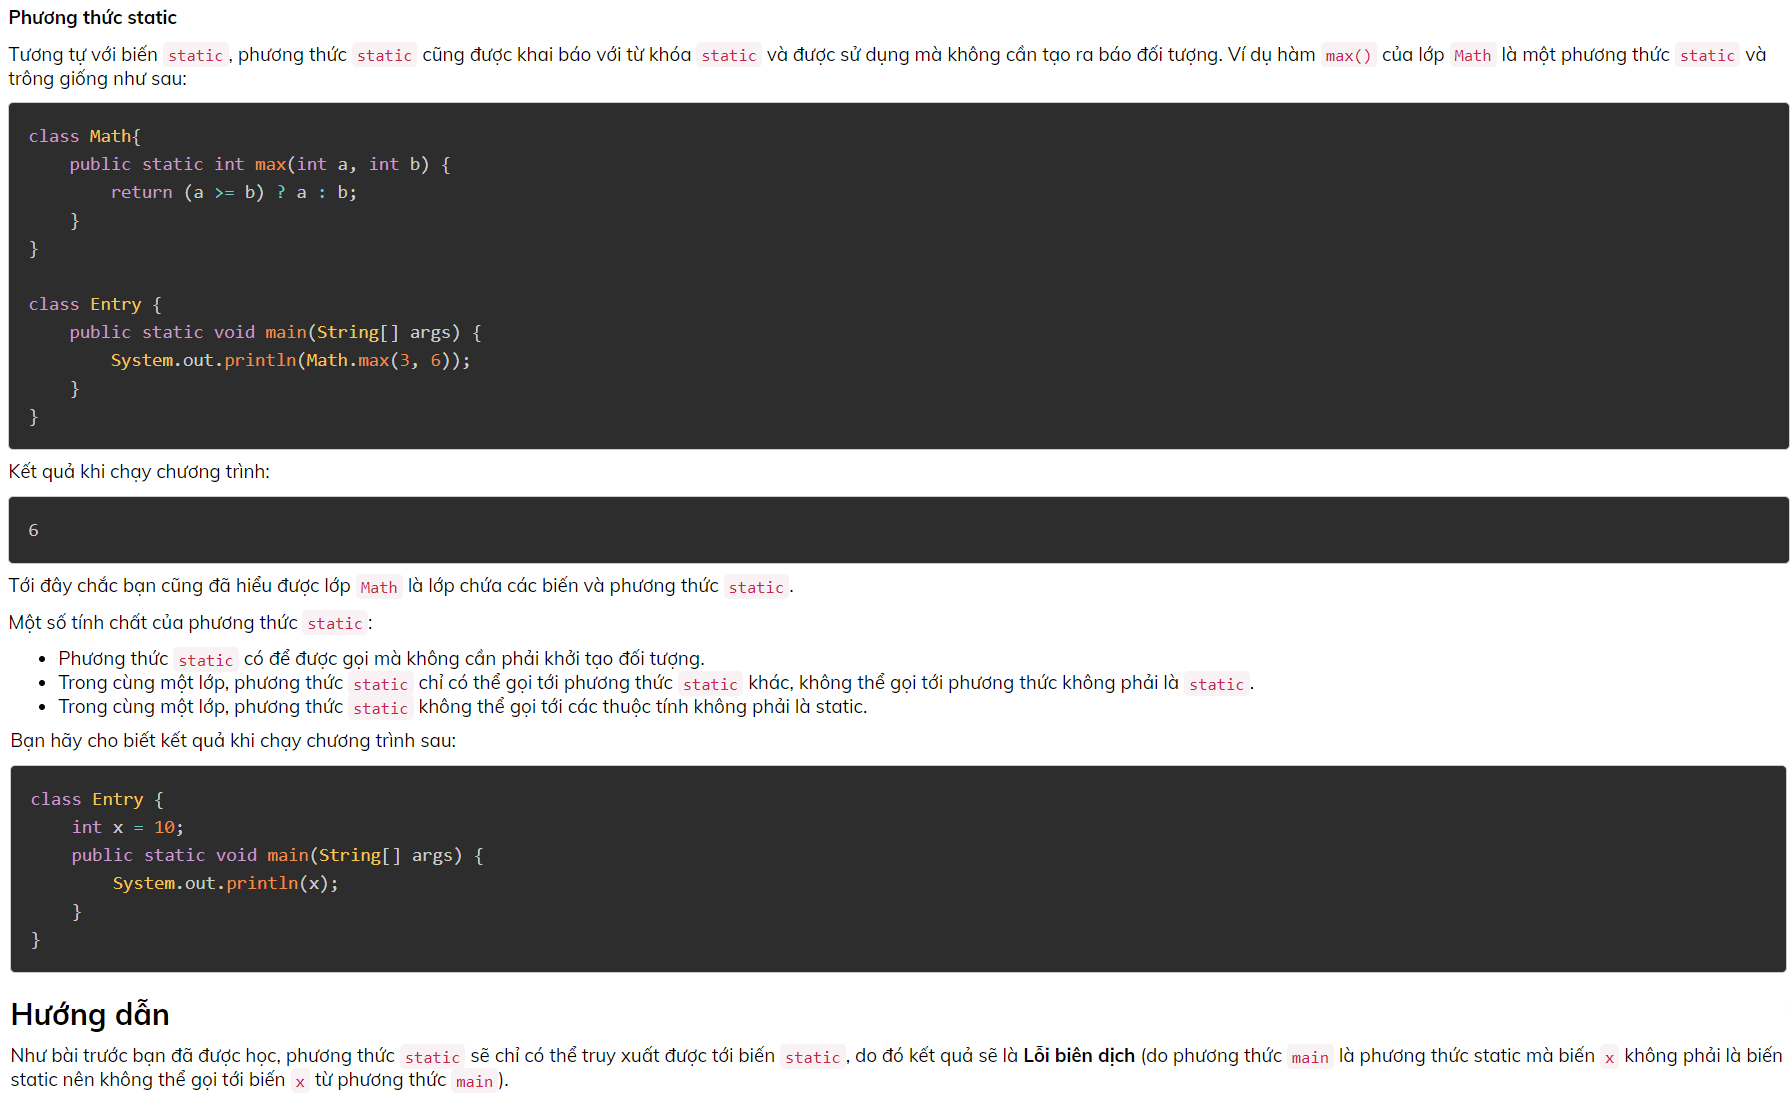 Phương thức static
Tương tự với biến static, phương thức static cũng được khai báo với từ khóa static và được sử dụng mà không cần tạo ra báo đối tượng. Ví dụ hàm max() của lớp Math là một phương thức static và
trông giống như sau:
class Math{
    public static int max(int a, int b) {
        return (a >= b) ? a : b;
    }
}
class Entry {
    public static void main(String[] args) {
        System.out.println(Math.max(3, 6));
    }
}
Kết quả khi chạy chương trình:
6
Tới đây chắc bạn cũng đã hiểu được lớp Math là lớp chứa các biến và phương thức static.
Một số tính chất của phương thức static:
• Phương thức static có để được gọi mà không cần phải khởi tạo đối tượng.
• Trong cùng một lớp, phương thức static chỉ có thể gọi tới phương thức static khác, không thể gọi tới phương thức không phải là static.
• Trong cùng một lớp, phương thức static không thể gọi tới các thuộc tính không phải là static.
Bạn hãy cho biết kết quả khi chạy chương trình sau:
class Entry {
    int x = 10;
    public static void main(String[] args) {
        System.out.println(x);
    }
}
Hướng dẫn
Như bài trước bạn đã được học, phương thức static sẽ chỉ có thể truy xuất được tới biến static, do đó kết quả sẽ là Lỗi biên dịch (do phương thức main là phương thức static mà biến x không phải là biến
static nên không thể gọi tới biến x từ phương thức main).